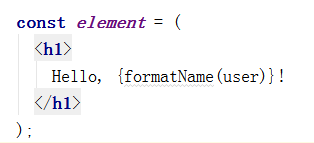 const element = (
<h1>
Hello, {formatName(user)}!
</h1>
);